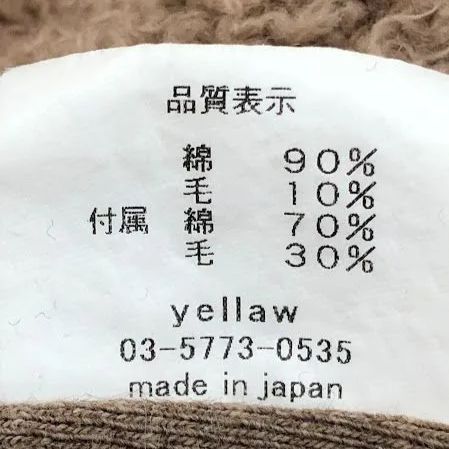 品質表示
綿 90%
毛 10%
付属 綿 70%
毛 30%
yellaw
03-5773-0535
made in japan